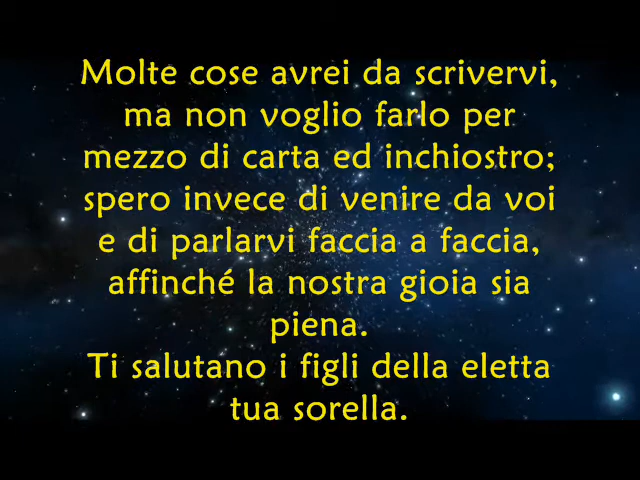 Molte cose avrei da scrivervi,
ma non voglio farlo per
mezzo di carta ed inchiostro;
spero invece di venire da voi
e di parlarvi faccia a faccia,
affinché la nostra gioia sia
piena.
Ti salutano i figli della eletta
tua sorella.